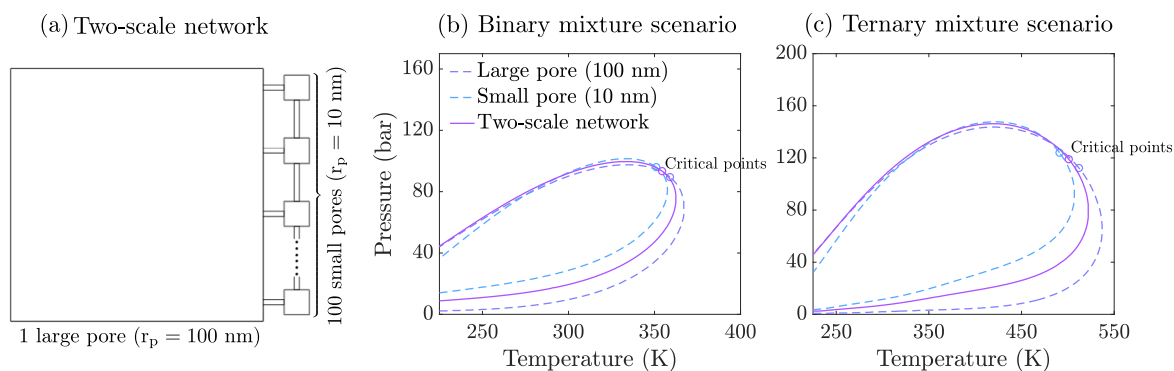 (a) Two-scale network
1 large pore (r_p = 100 nm)
100 small pores (r_p = 10 nm)
(b) Binary mixture scenario
Pressure (bar)
160
120
80
40
0
Large pore (100 nm)
Small pore (10 nm)
Two-scale network
Critical points
250 300 350 400
Temperature (K)
(c) Ternary mixture scenario
200
160
120
80
40
0
Critical points
250 350 450 550
Temperature (K)